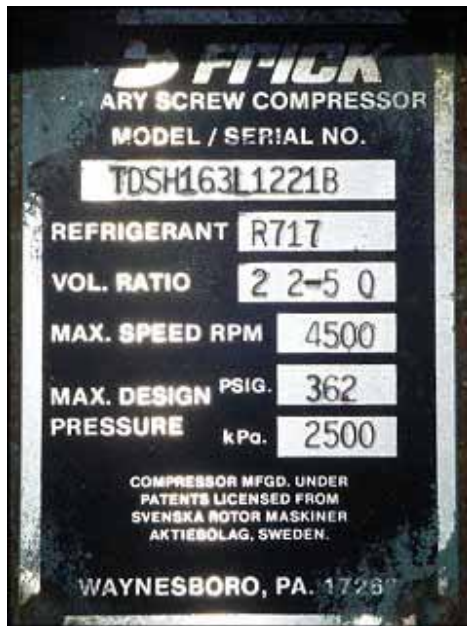 FRICK
ARY SCREW COMPRESSOR
MODEL / SERIAL NO.
TDSH163L1221B
REFRIGERANT R717
VOL. RATIO 2 2-5 0
MAX. SPEED RPM 4500
MAX. DESIGN PRESSURE PSIG. 362
kPa. 2500
COMPRESSOR MFGD. UNDER
PATENTS LICENSED FROM
SVENSKA ROTOR MASKINER
AKTIEBOLAG, SWEDEN.
WAYNESBORO, PA. 1726